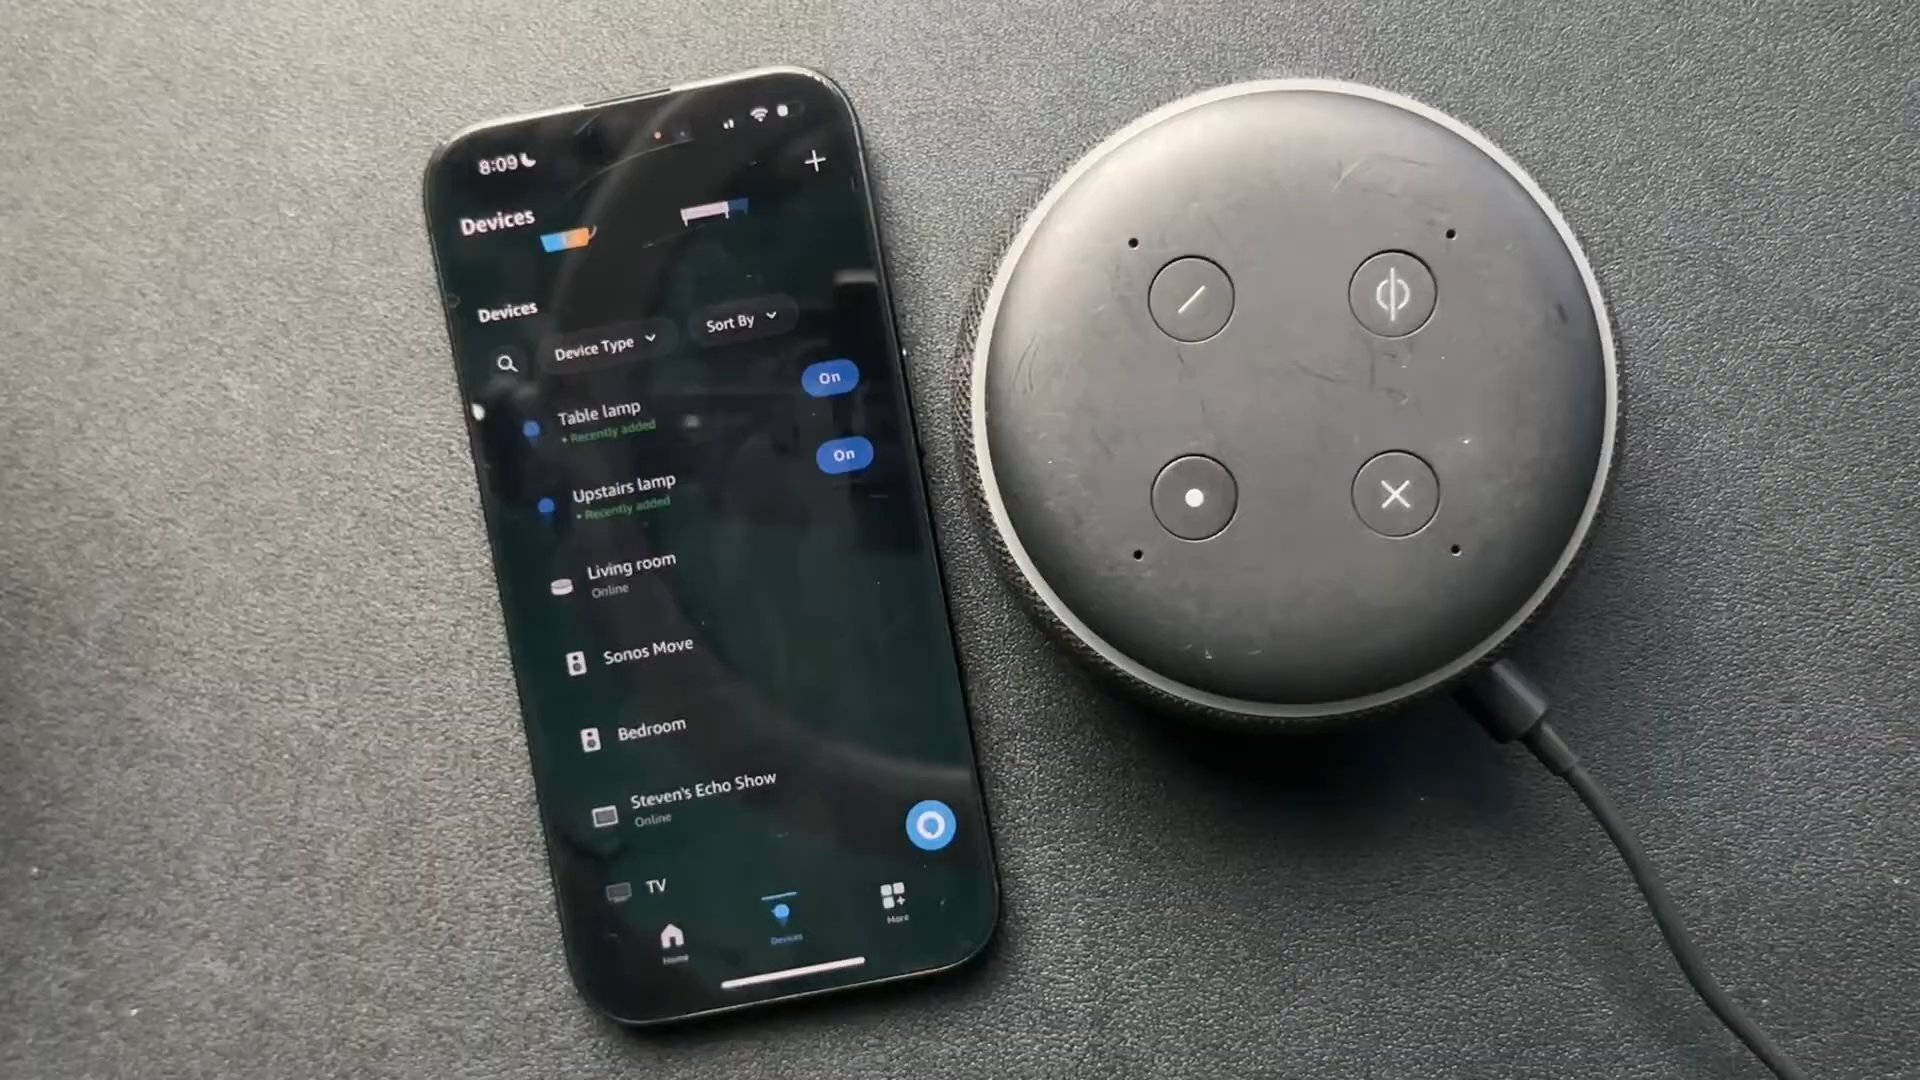 8:09
Devices
Devices
Device Type
Sort By
Table lamp
• Recently added
On
Upstairs lamp
• Recently added
On
Living room
Online
Sonos Move
Bedroom
Steven's Echo Show
Online
TV
Home
Devices
More